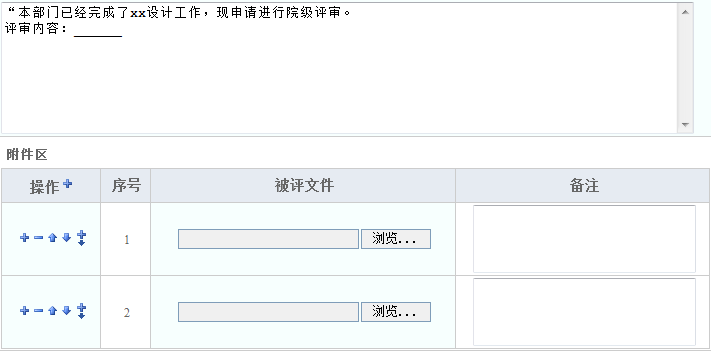 “本部门已经完成了xx设计工作，现申请进行院级评审。
评审内容：_______
附件区
操作 序号 被评文件 备注
1 浏览...
2 浏览...